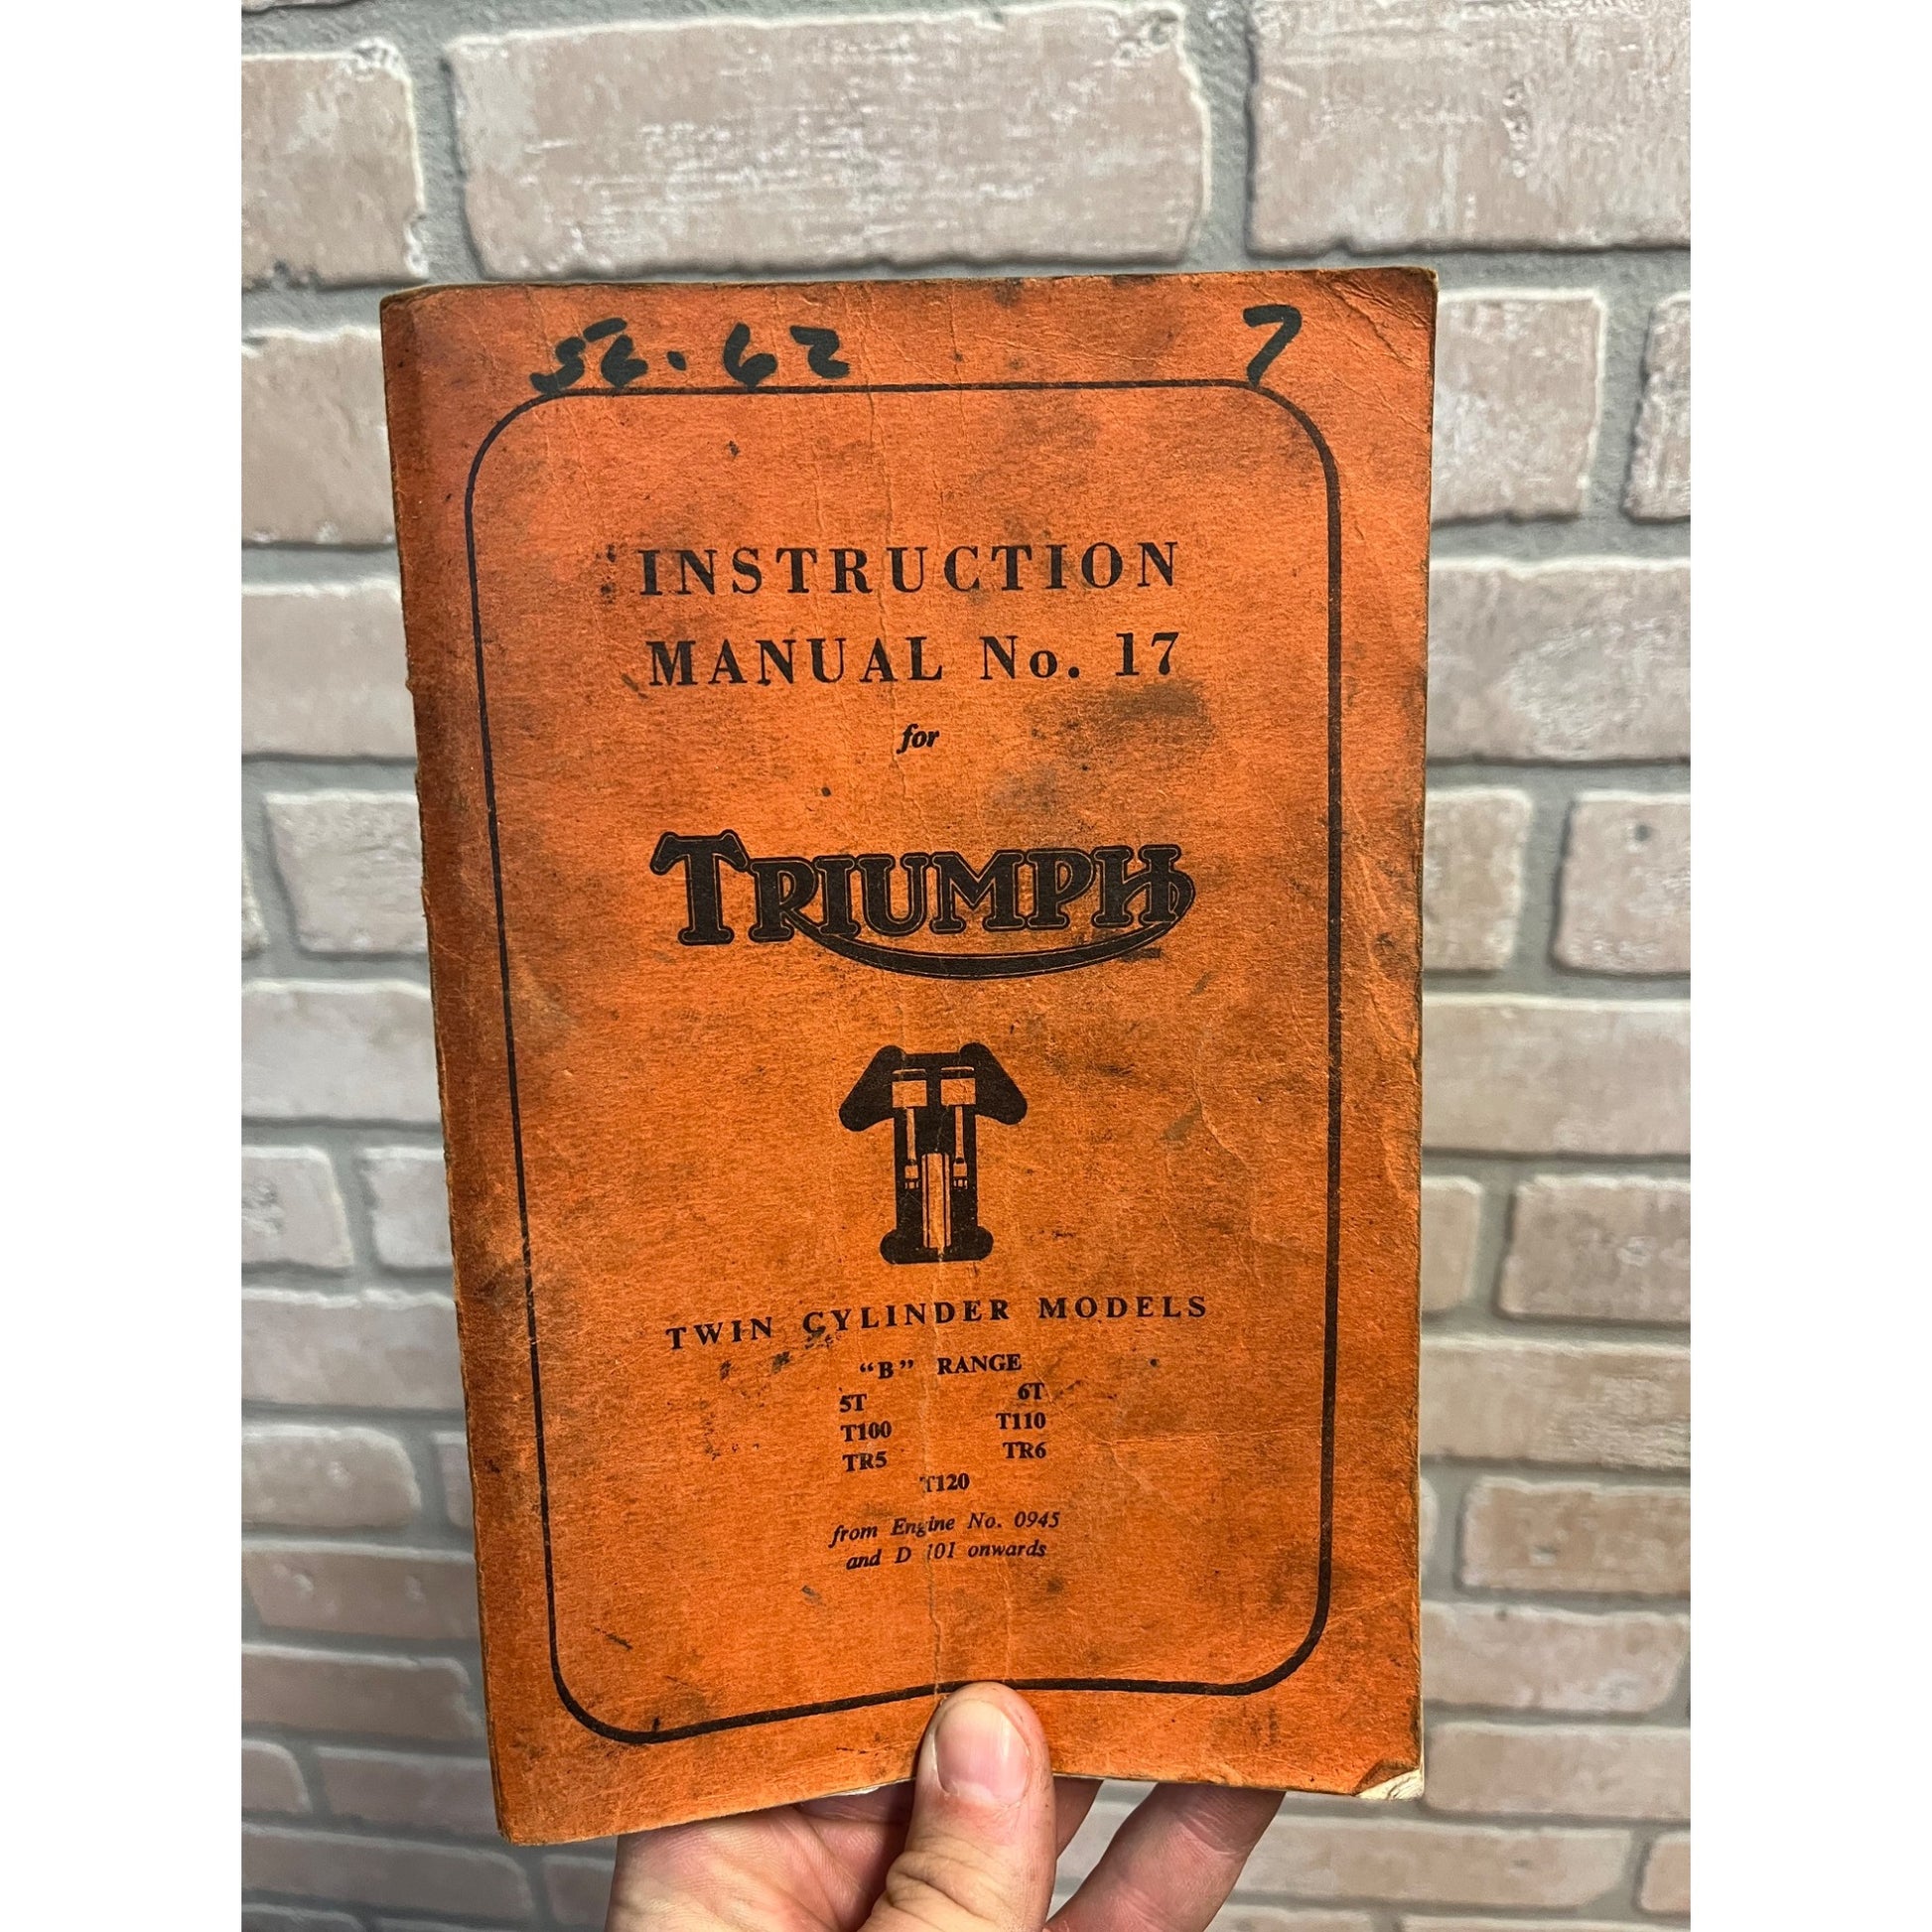 56-62 7
INSTRUCTION
MANUAL No. 17
for
TRIUMPH
TWIN CYLINDER MODELS
"B" RANGE
5T 6T
T100 T110
TR5 TR6
T120
from Engine No. 0945
and D 101 onwards